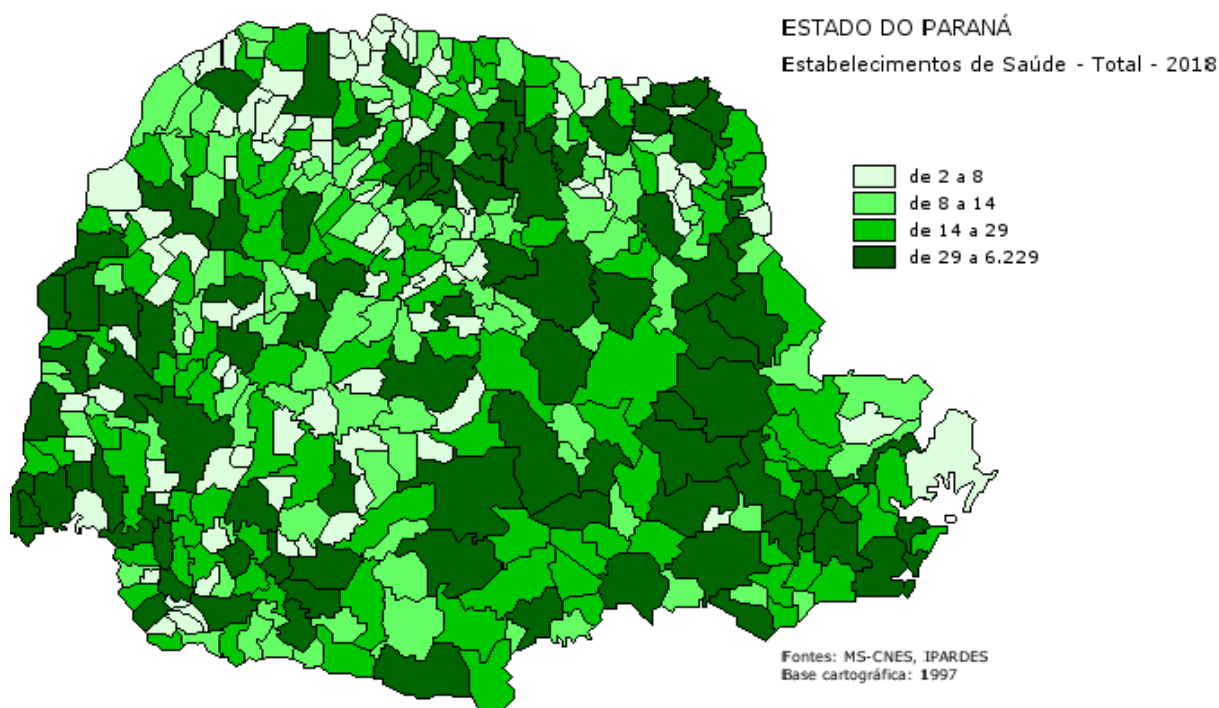 ESTADO DO PARANÁ
Estabelecimentos de Saúde - Total - 2018
de 2 a 8
de 8 a 14
de 14 a 29
de 29 a 6.229
Fontes: MS-CNES, IPARDES
Base cartográfica: 1997